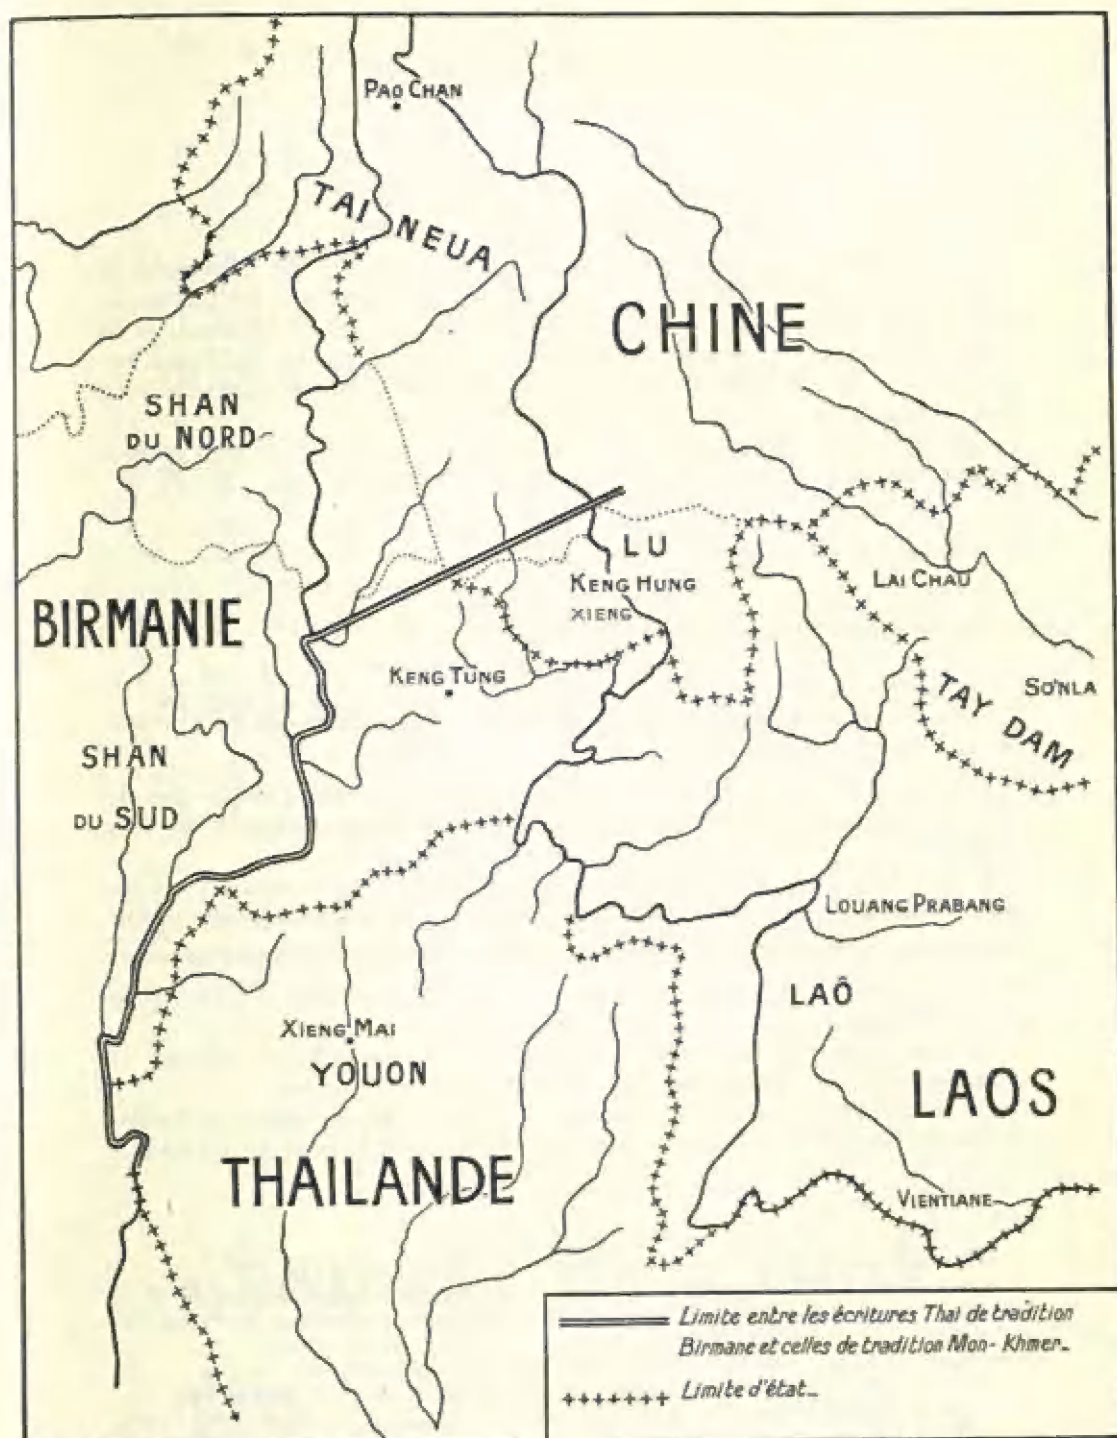 PAO CHAN
TAI NEUA
CHINE
SHAN
DU NORD
LU
KENG HUNG
XIENG
LAI CHAU
BIRMANIE
KENG TUNG
SO'NLA
TAY DAM
SHAN
DU SUD
LOUANG PRABANG
LAÔ
XIENG MAI
YOUON
LAOS
THAILANDE
VIENTIANE
Limite entre les écritures Thai de tradition
Birmane et celles de tradition Mon-Khmer_
Limite d'état_